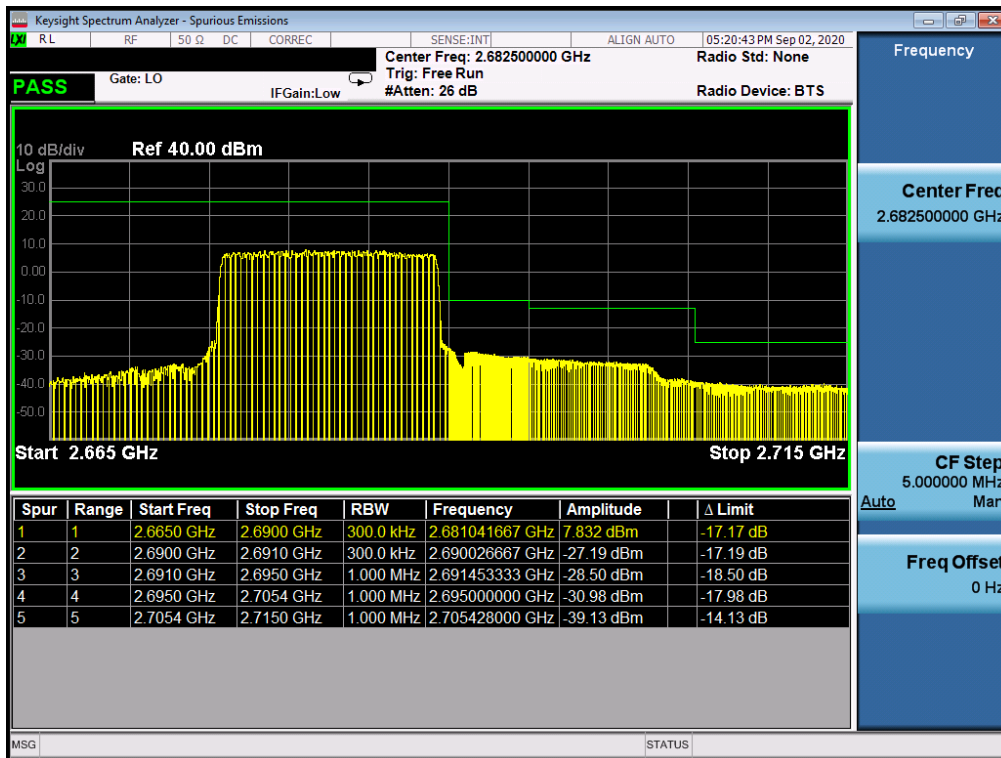 Keysight Spectrum Analyzer - Spurious Emissions
LXI RL RF 50 Ω DC CORREC SENSE:INT ALIGN AUTO 05:20:43 PM Sep 02, 2020
Center Freq: 2.682500000 GHz Radio Std: None
PASS Gate: LO Trig: Free Run
IFGain:Low #Atten: 26 dB Radio Device: BTS
10 dB/div Ref 40.00 dBm
Log
30.0
20.0
10.0
0.00
-10.0
-20.0
-30.0
-40.0
-50.0
Start 2.665 GHz Stop 2.715 GHz
Spur Range Start Freq Stop Freq RBW Frequency Amplitude Δ Limit
1 1 2.6650 GHz 2.6900 GHz 300.0 kHz 2.681041667 GHz 7.832 dBm -17.17 dB
2 2 2.6900 GHz 2.6910 GHz 300.0 kHz 2.690026667 GHz -27.19 dBm -17.19 dB
3 3 2.6910 GHz 2.6950 GHz 1.000 MHz 2.691453333 GHz -28.50 dBm -18.50 dB
4 4 2.6950 GHz 2.7054 GHz 1.000 MHz 2.695000000 GHz -30.98 dBm -17.98 dB
5 5 2.7054 GHz 2.7150 GHz 1.000 MHz 2.705428000 GHz -39.13 dBm -14.13 dB
MSG STATUS
Frequency
Center Freq
2.682500000 GHz
CF Step
5.000000 MHz
Auto Man
Freq Offset
0 Hz